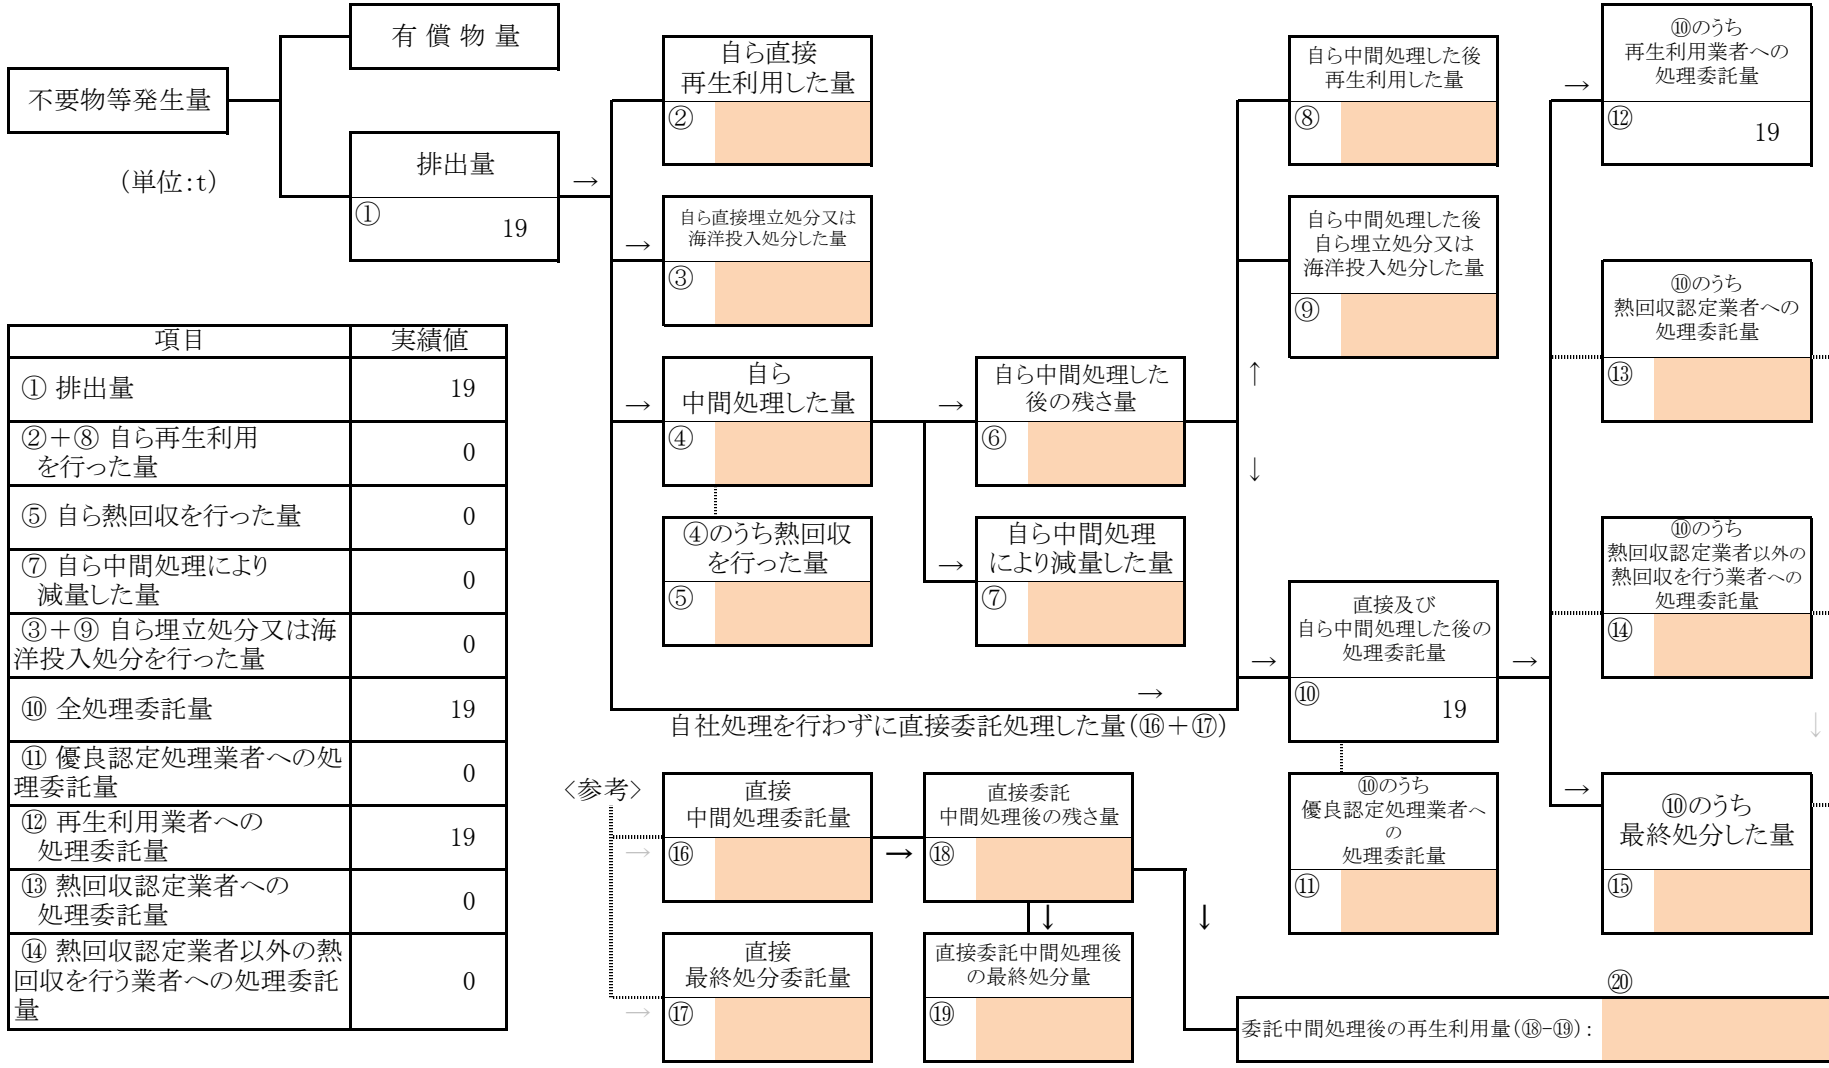 有 償 物 量
不要物等発生量
(単位:t)
排出量
①
19
→
自ら直接
再生利用した量
②
→
自ら直接埋立処分又は
海洋投入処分した量
③
→
自ら
中間処理した量
④
④のうち熱回収
を行った量
⑤
→
自ら中間処理した
後の残さ量
⑥
→
自ら中間処理
により減量した量
⑦
自ら中間処理した後
再生利用した量
⑧
自ら中間処理した後
自ら埋立処分又は
海洋投入処分した量
⑨
↑
↓
→
自社処理を行わずに直接委託処理した量(⑯+⑰)
→
直接及び
自ら中間処理した後の
処理委託量
⑩
19
→
⑩のうち
優良認定処理業者へ
の
処理委託量
⑪
→
⑩のうち
再生利用業者への
処理委託量
⑫
19
⑩のうち
熱回収認定業者への
処理委託量
⑬
⑩のうち
熱回収認定業者以外の
熱回収を行う業者への
処理委託量
⑭
↓
→
⑩のうち
最終処分した量
⑮
項目 実績値
① 排出量 19
②+⑧ 自ら再生利用
を行った量 0
⑤ 自ら熱回収を行った量 0
⑦ 自ら中間処理により
減量した量 0
③+⑨ 自ら埋立処分又は海
洋投入処分を行った量 0
⑩ 全処理委託量 19
⑪ 優良認定処理業者への処
理委託量 0
⑫ 再生利用業者への
処理委託量 19
⑬ 熱回収認定業者への
処理委託量 0
⑭ 熱回収認定業者以外の熱
回収を行う業者への処理委託
量 0
<参考>
→
直接
中間処理委託量
⑯
→
直接委託
中間処理後の残さ量
⑱
↓
↓
→
直接
最終処分委託量
⑰
直接委託中間処理後
の最終処分量
⑲
⑳
委託中間処理後の再生利用量(⑱-⑲):